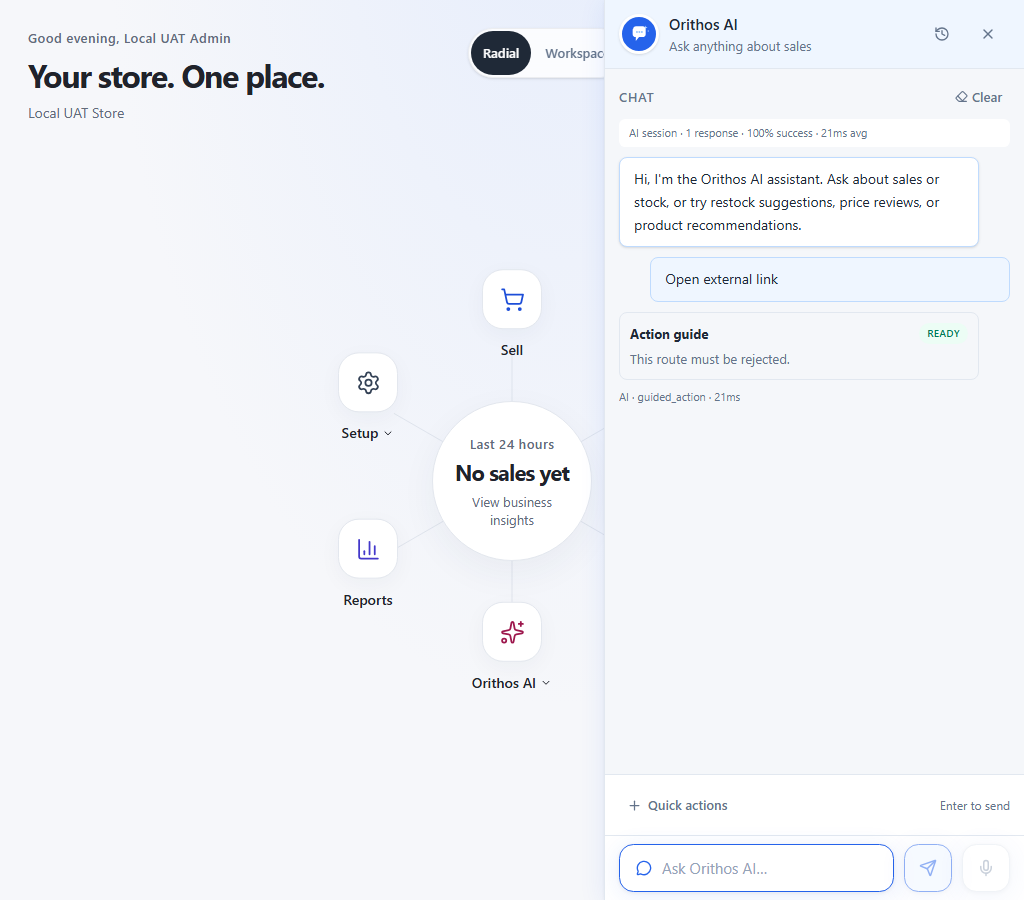 Good evening, Local UAT Admin
Your store. One place.
Local UAT Store
Radial
Workspac
Sell
Setup
Last 24 hours
No sales yet
View business
insights
Reports
Orithos AI
Orithos AI
Ask anything about sales
CHAT
Clear
AI session · 1 response · 100% success · 21ms avg
Hi, I'm the Orithos AI assistant. Ask about sales or
stock, or try restock suggestions, price reviews, or
product recommendations.
Open external link
Action guide
READY
This route must be rejected.
AI · guided_action · 21ms
Quick actions
Enter to send
Ask Orithos AI...